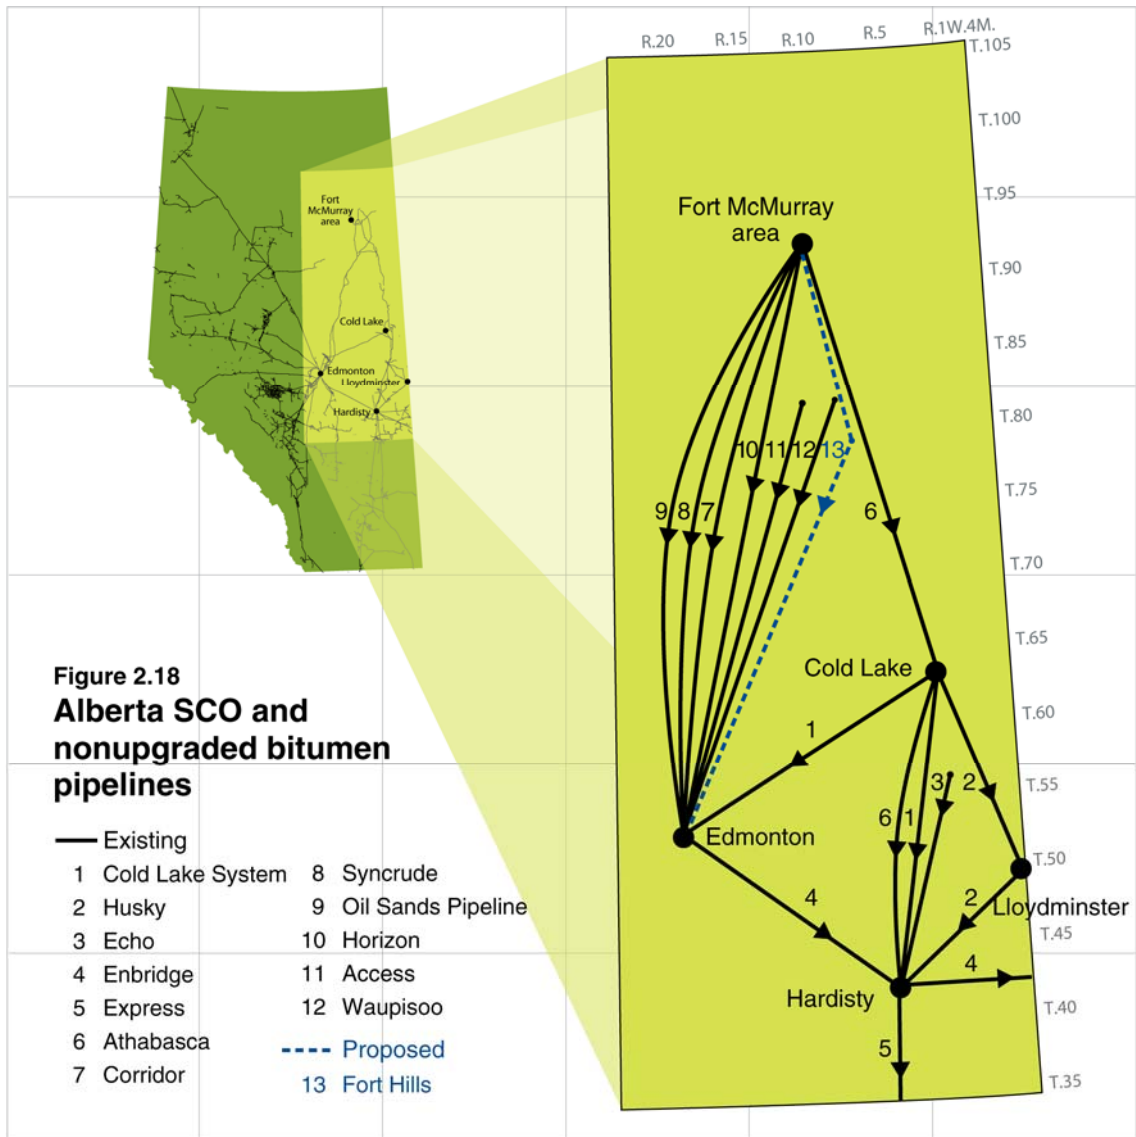 R.20 R.15 R.10 R.5 R.1W.4M.
T.105
T.100
T.95
T.90
T.85
T.80
T.75
T.70
T.65
T.60
T.55
T.50
T.45
T.40
T.35
Fort
McMurray
area
Cold Lake
Edmonton
Lloydminster
Hardisty
Fort McMurray
area
10 11 12 13
9 8 7
6
Cold Lake
1
3 2
6 1
Edmonton
4
2
Lloydminster
4
Hardisty
5
Figure 2.18
Alberta SCO and
nonupgraded bitumen
pipelines
Existing
1 Cold Lake System
2 Husky
3 Echo
4 Enbridge
5 Express
6 Athabasca
7 Corridor
8 Syncrude
9 Oil Sands Pipeline
10 Horizon
11 Access
12 Waupisoo
Proposed
13 Fort Hills